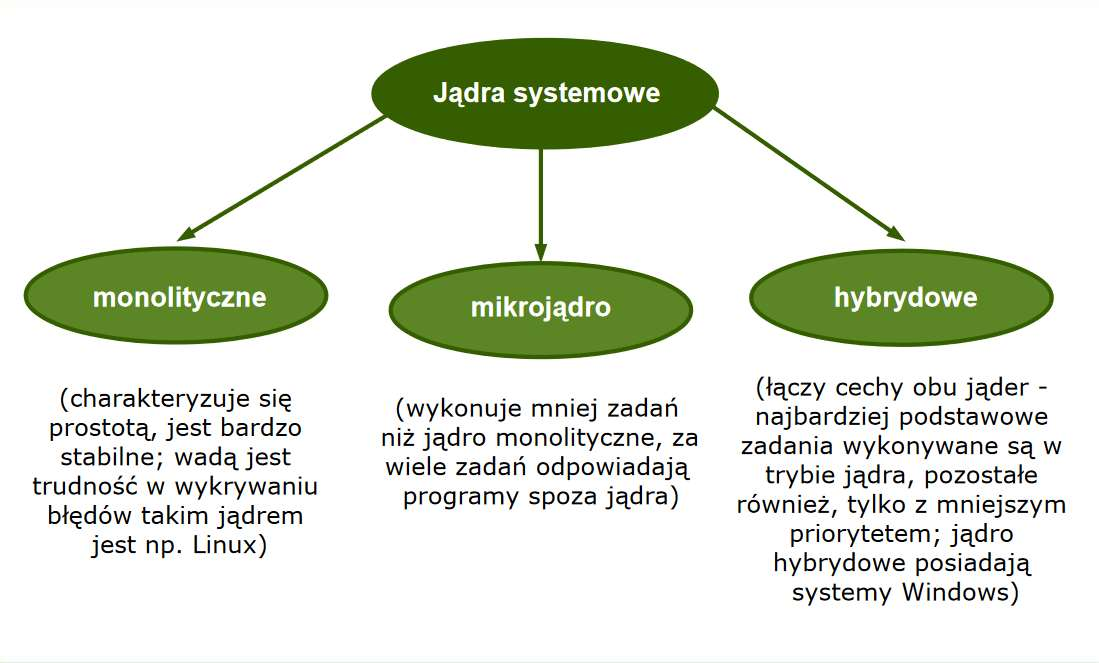 Jądra systemowe
monolityczne
(charakteryzuje się
prostotą, jest bardzo
stabilne; wadą jest
trudność w wykrywaniu
błędów takim jądrem
jest np. Linux)
mikrojądro
(wykonuje mniej zadań
niż jądro monolityczne, za
wiele zadań odpowiadają
programy spoza jądra)
hybrydowe
(łączy cechy obu jąder -
najbardziej podstawowe
zadania wykonywane są w
trybie jądra, pozostałe
również, tylko z mniejszym
priorytetem; jądro
hybrydowe posiadają
systemy Windows)